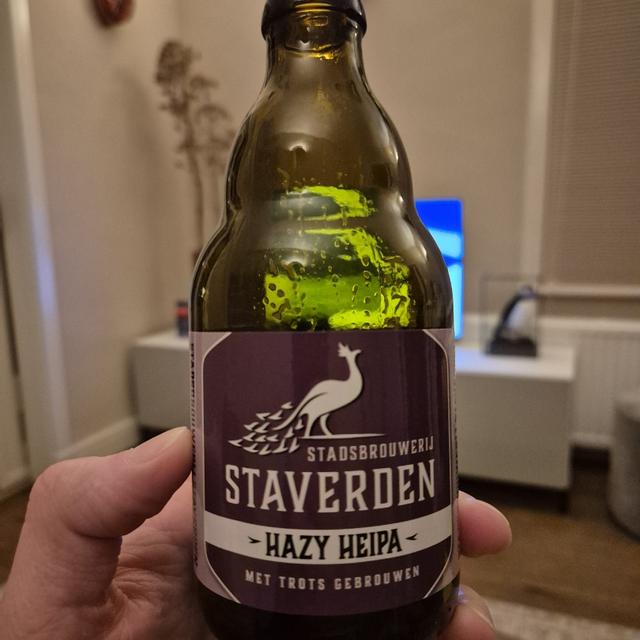 STADSBROUWERIJ
STAVERDEN
HAZY HEIPA
MET TROTS GEBROUWEN